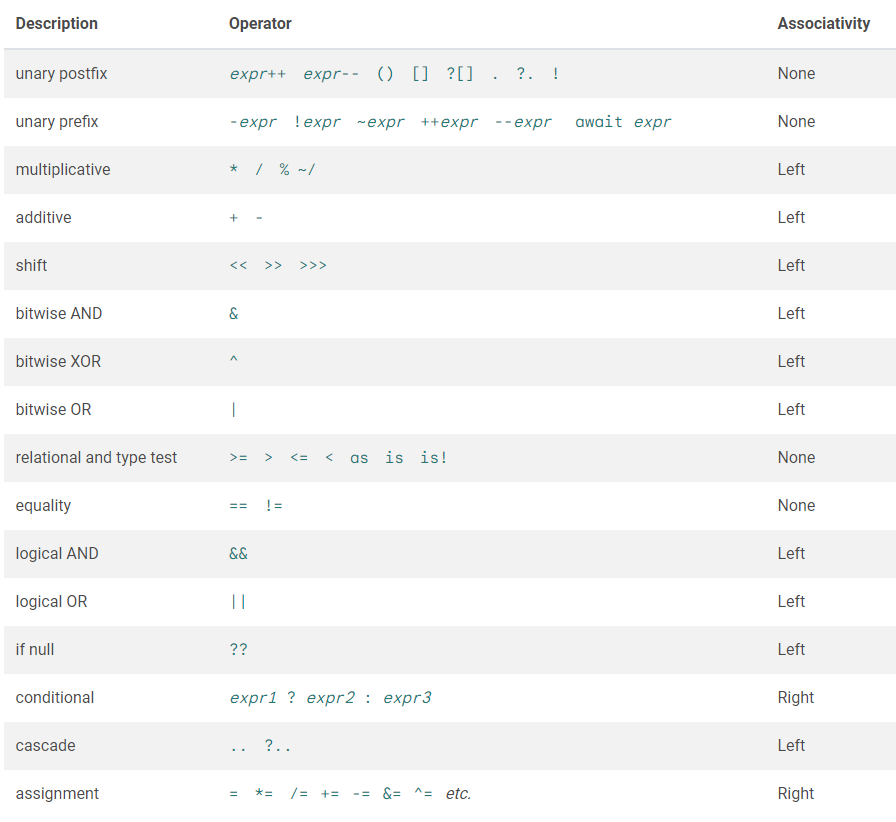 Description Operator Associativity
unary postfix expr++ expr-- () [] ?[] . ?. ! None
unary prefix -expr !expr ~expr ++expr --expr await expr None
multiplicative * / % ~/ Left
additive + - Left
shift << >> >>> Left
bitwise AND & Left
bitwise XOR ^ Left
bitwise OR | Left
relational and type test >= > <= < as is is! None
equality == != None
logical AND && Left
logical OR || Left
if null ?? Left
conditional expr1 ? expr2 : expr3 Right
cascade .. ?.. Left
assignment = *= /= += -= &= ^= etc. Right